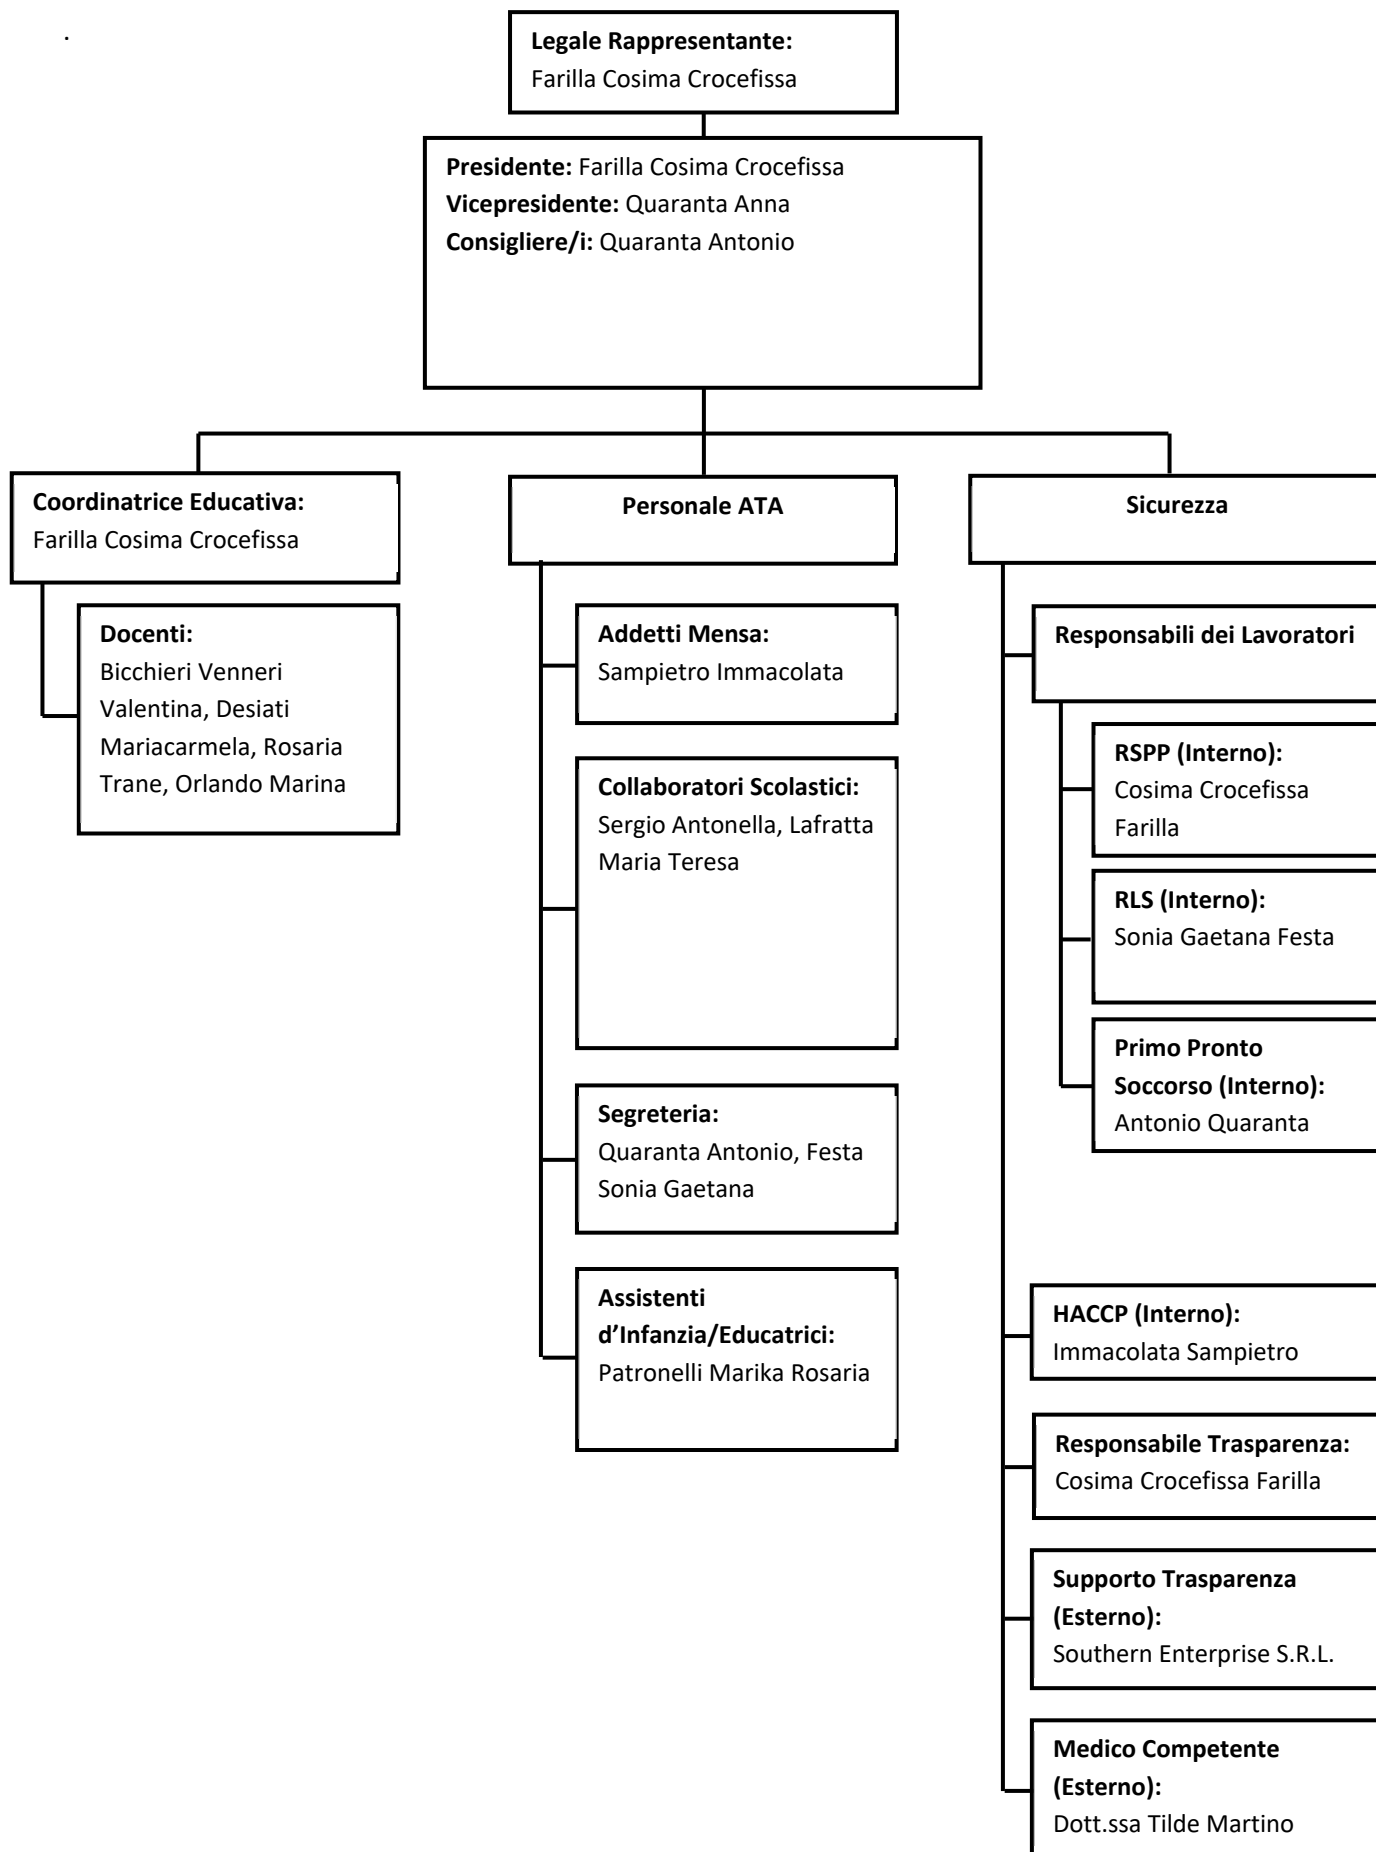 .
Legale Rappresentante:
Farilla Cosima Crocefissa
Presidente: Farilla Cosima Crocefissa
Vicepresidente: Quaranta Anna
Consigliere/i: Quaranta Antonio
Coordinatrice Educativa:
Farilla Cosima Crocefissa
Docenti:
Bicchieri Venneri
Valentina, Desiati
Mariacarmela, Rosaria
Trane, Orlando Marina
Personale ATA
Addetti Mensa:
Sampietro Immacolata
Collaboratori Scolastici:
Sergio Antonella, Lafratta
Maria Teresa
Segreteria:
Quaranta Antonio, Festa
Sonia Gaetana
Assistenti
d’Infanzia/Educatrici:
Patronelli Marika Rosaria
Sicurezza
Responsabili dei Lavoratori
RSPP (Interno):
Cosima Crocefissa
Farilla
RLS (Interno):
Sonia Gaetana Festa
Primo Pronto
Soccorso (Interno):
Antonio Quaranta
HACCP (Interno):
Immacolata Sampietro
Responsabile Trasparenza:
Cosima Crocefissa Farilla
Supporto Trasparenza
(Esterno):
Southern Enterprise S.R.L.
Medico Competente
(Esterno):
Dott.ssa Tilde Martino